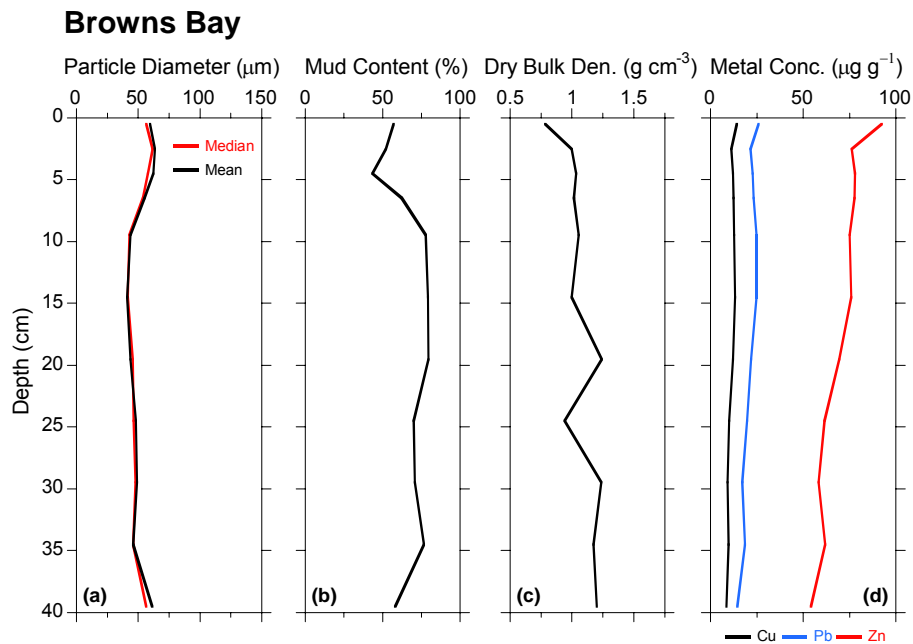 Browns Bay
Particle Diameter (μm) Mud Content (%) Dry Bulk Den. (g cm⁻³) Metal Conc. (μg g⁻¹)
0 50 100 150 0 50 100 0.5 1 1.5 0 50 100
0
Median
Mean
5
10
15
20
25
30
35
40
Depth (cm)
(a) (b) (c) (d)
Cu Pb Zn